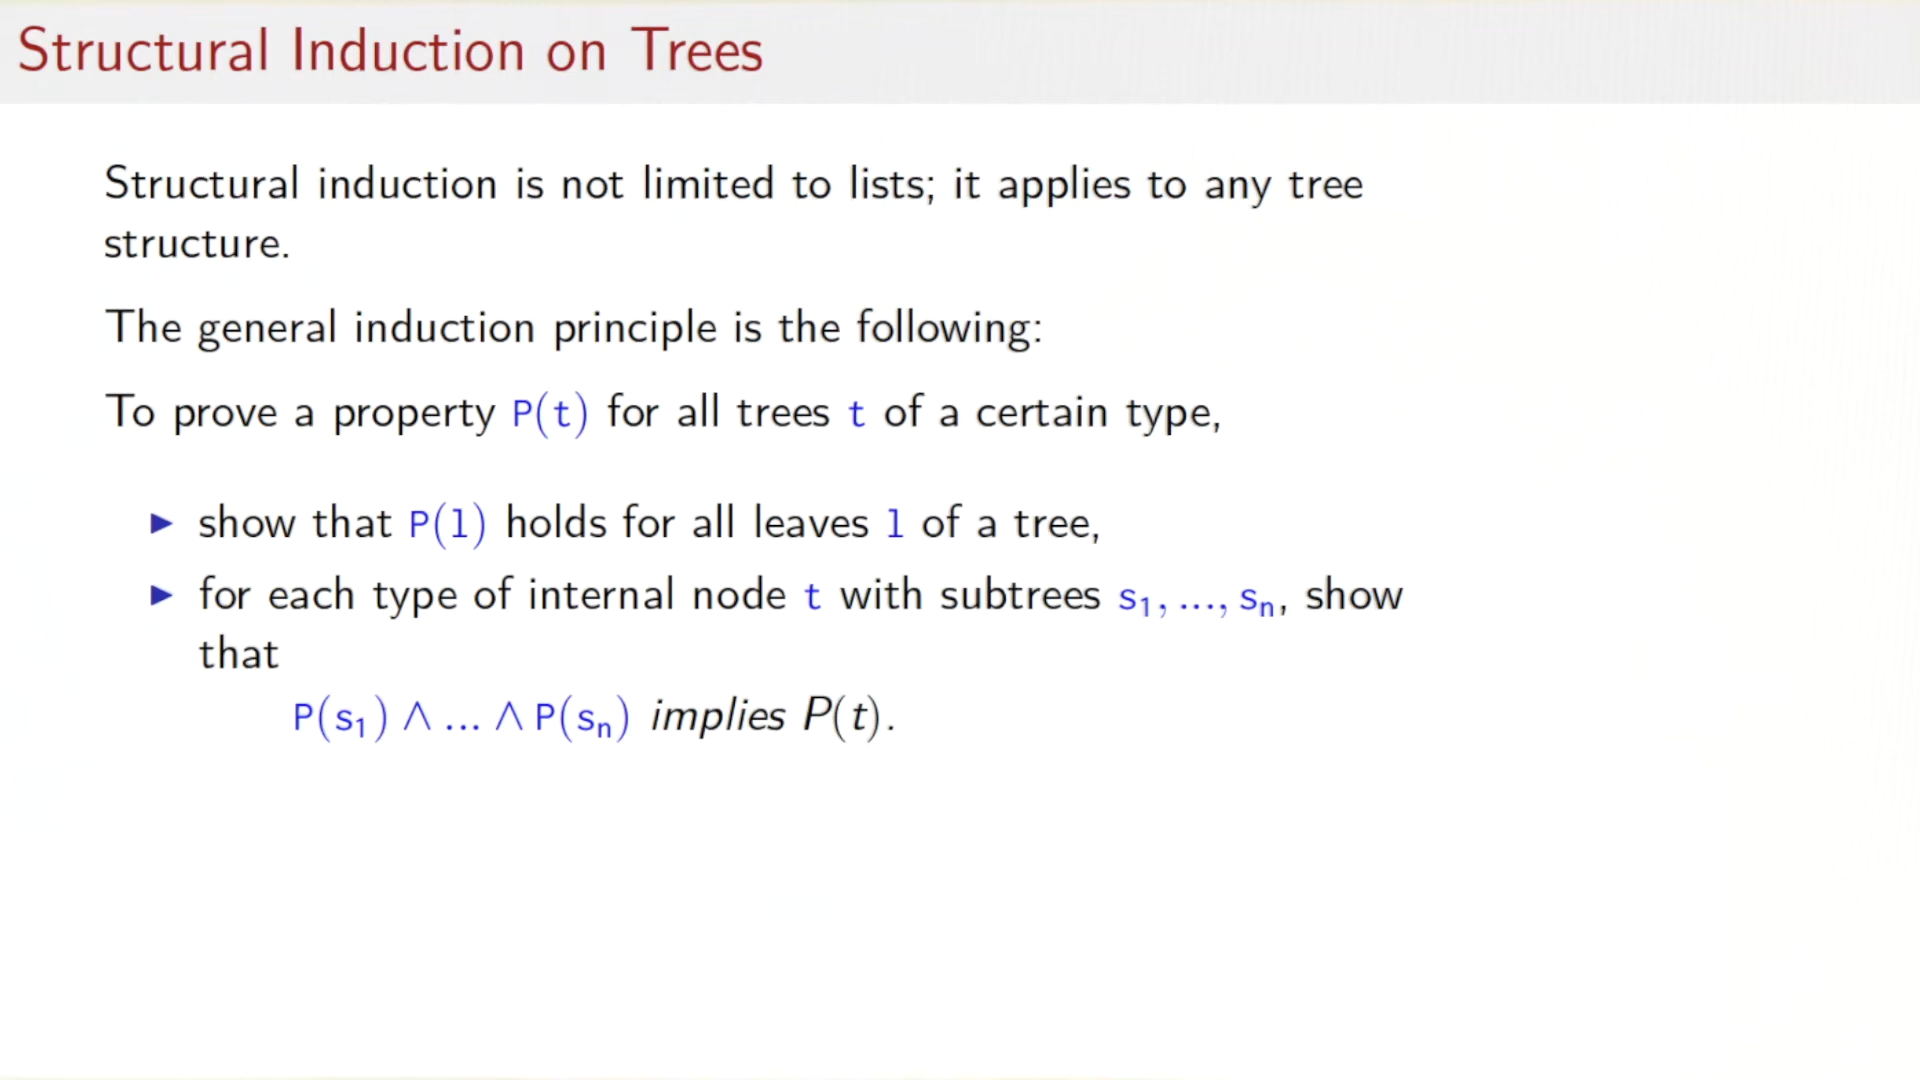 Structural Induction on Trees
Structural induction is not limited to lists; it applies to any tree
structure.
The general induction principle is the following:
To prove a property P(t) for all trees t of a certain type,
▶ show that P(l) holds for all leaves l of a tree,
▶ for each type of internal node t with subtrees s₁, ..., sₙ, show
that
P(s₁) ∧ ... ∧ P(sₙ) implies P(t).